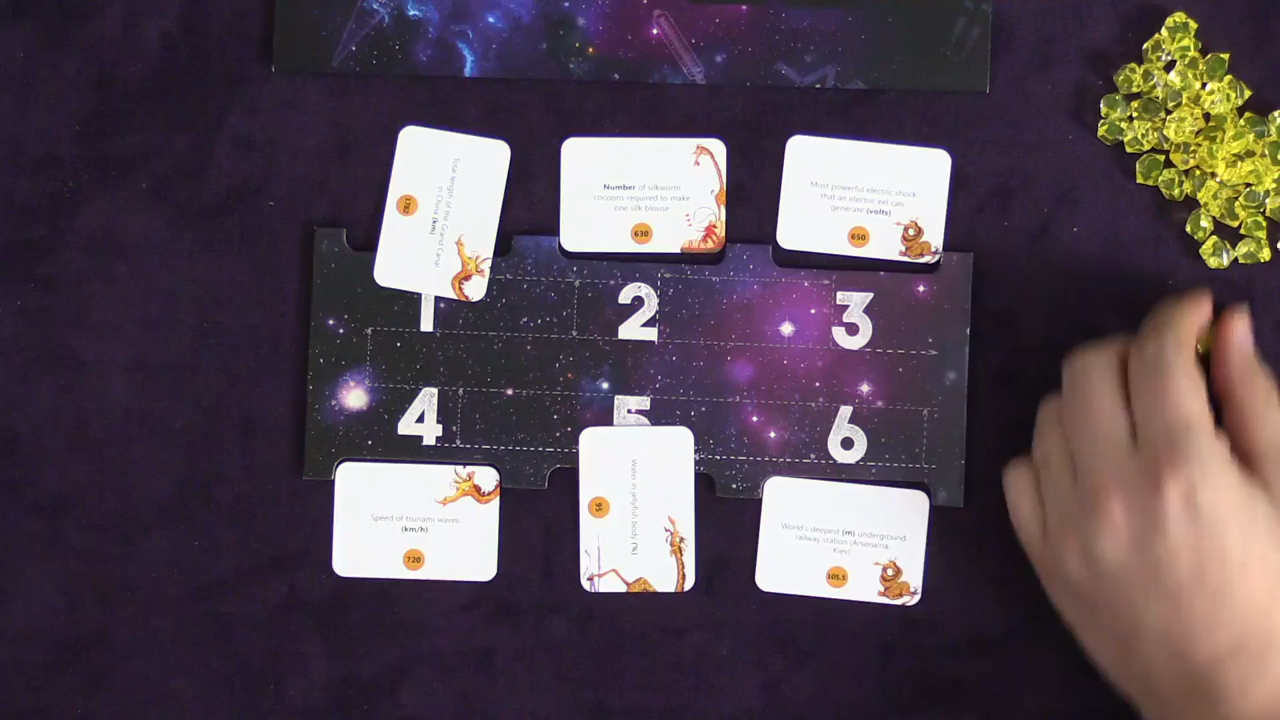 Total length of the Grand Canal
in China (km)
1782
Number of silkworm
cocoons required to make
one silk blouse
630
Most powerful electric shock
that an electric eel can
generate (volts)
650
1
2
3
4
5
6
Speed of tsunami waves
(km/h)
720
Water in jellyfish body (%)
95
World's deepest (m) underground
railway station (Arsenalna,
Kiev)
105.5